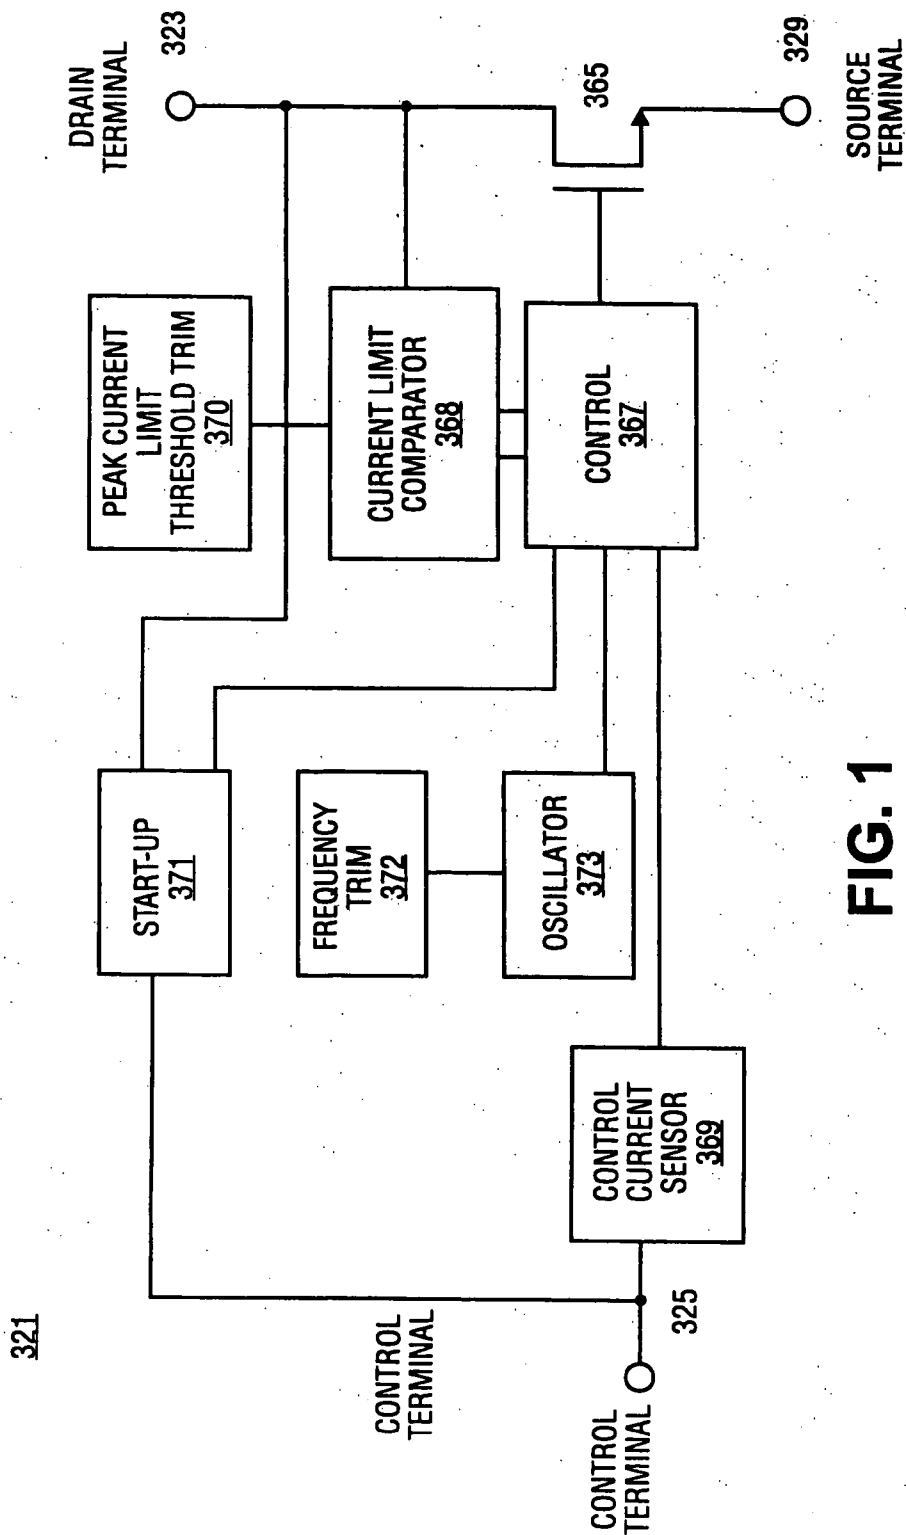 321
DRAIN
TERMINAL
323
PEAK CURRENT
LIMIT
THRESHOLD TRIM
370
START-UP
371
CURRENT LIMIT
COMPARATOR
368
FREQUENCY
TRIM
372
365
CONTROL
367
OSCILLATOR
373
CONTROL
CURRENT
SENSOR
369
CONTROL
TERMINAL
325
CONTROL
TERMINAL
329
SOURCE
TERMINAL
FIG. 1